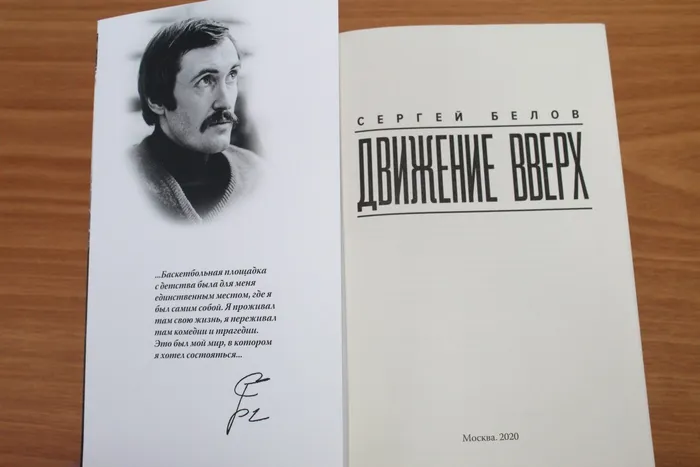 ...Баскетбольная площадка
с детства была для меня
единственным местом, где я
был самим собой. Я проживал
там свою жизнь, я переживал
там комедии и трагедии.
Это был мой мир, в котором
я хотел состояться...
СЕРГЕЙ БЕЛОВ
ДВИЖЕНИЕ ВВЕРХ
Москва. 2020